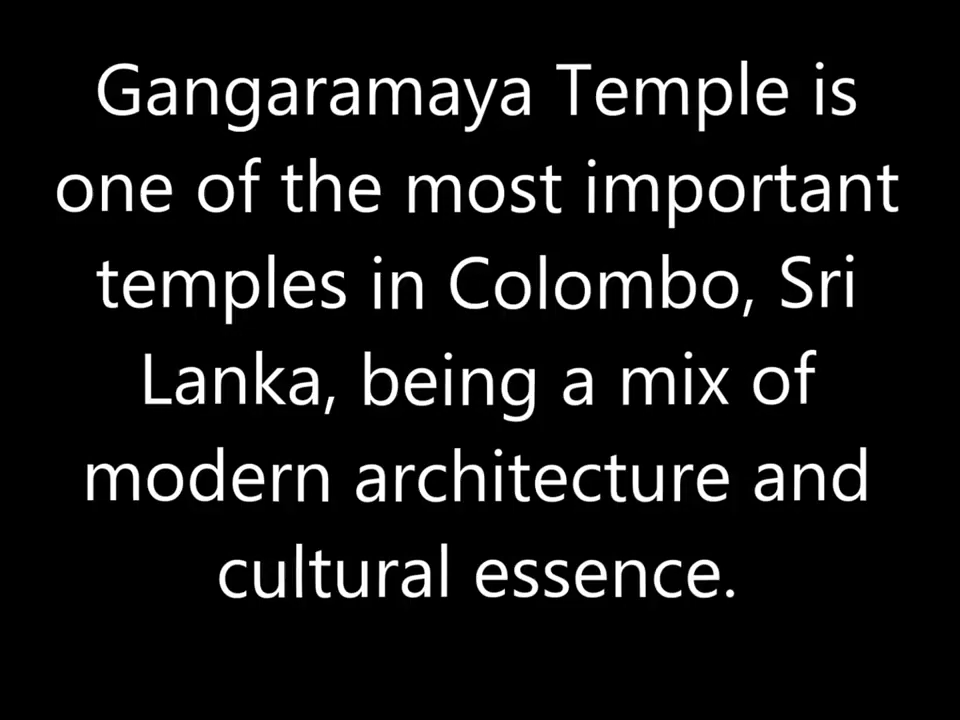 Gangaramaya Temple is
one of the most important
temples in Colombo, Sri
Lanka, being a mix of
modern architecture and
cultural essence.